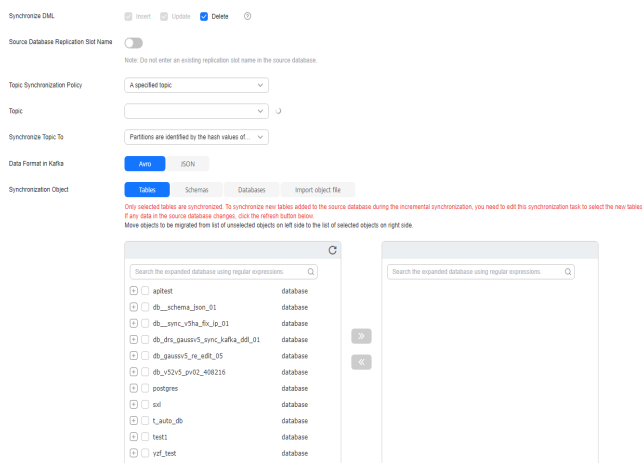 Synchronize DML
Insert Update Delete ?
Source Database Replication Slot Name
Note. Do not enter an existing replication slot name in the source database.
Topic Synchronization Policy A specified topic
Topic
Synchronize Topic To Partitions are identified by the hash values of...
Data Format in Kafka Avro JSON
Synchronization Object Tables Schemas Databases Import object file
Only selected tables are synchronized. To synchronize new tables added to the source database during the incremental synchronization, you need to edit this synchronization task to select the new tables
If any data in the source database changes, click the refresh button below.
Move objects to be migrated from list of unselected objects on left side to the list of selected objects on right side.
Search the expanded database using regular expressions. Search the expanded database using regular expressions.
apitest database
db__schema_json_01 database
db__sync_v5ha_fix_ip_01 database
db_drs_gaussv5_sync_kafka_ddl_01 database
db_gaussv5_re_edit_05 database
db_v52v5_pv02_408216 database
postgres database
sxl database
t_auto_db database
test1 database
yzf_test database